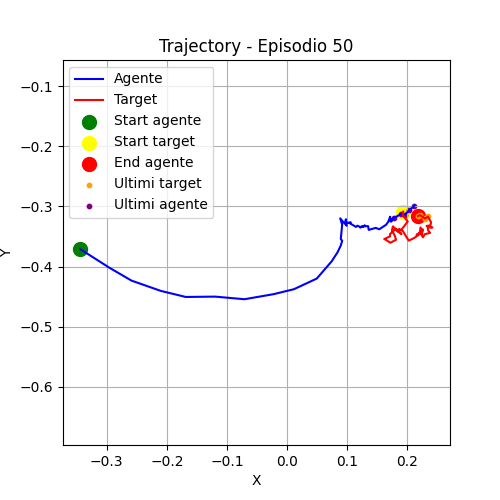 Trajectory - Episodio 50
Agente
Target
Start agente
Start target
End agente
Ultimi target
Ultimi agente
−0.1
−0.2
−0.3
−0.4
−0.5
−0.6
Y
−0.3
−0.2
−0.1
0.0
0.1
0.2
X